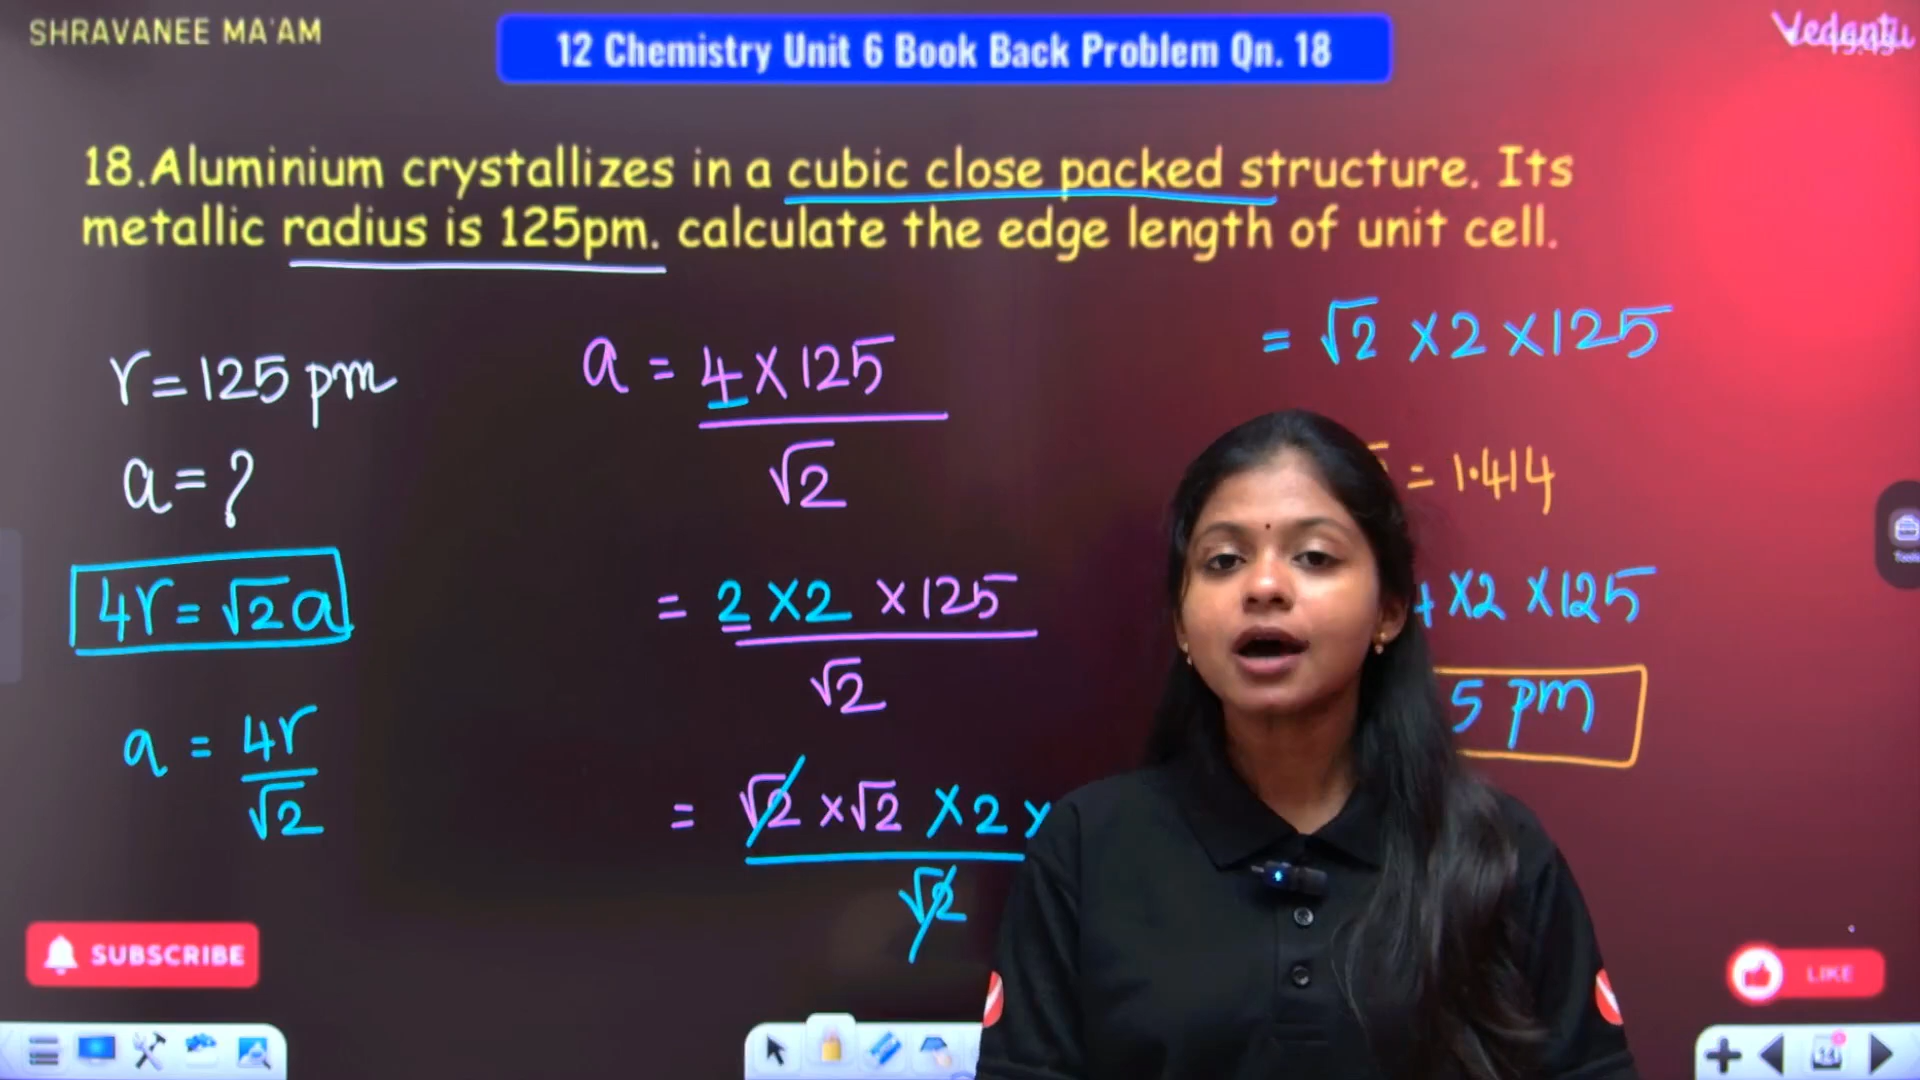 SHRAVANEE MA'AM
12 Chemistry Unit 6 Book Back Problem Qn. 18
Vedantu
18.Aluminium crystallizes in a cubic close packed structure. Its
metallic radius is 125pm. calculate the edge length of unit cell.
r = 125 pm
a = ?
4r = √2a
a = 4r
√2
a = 4 × 125
√2
= 2 × 2 × 125
√2
= √2 × √2 × 2 ×
√2
= √2 × 2 × 125
= 1.414
× 2 × 125
5 pm
SUBSCRIBE
LIKE
Tools